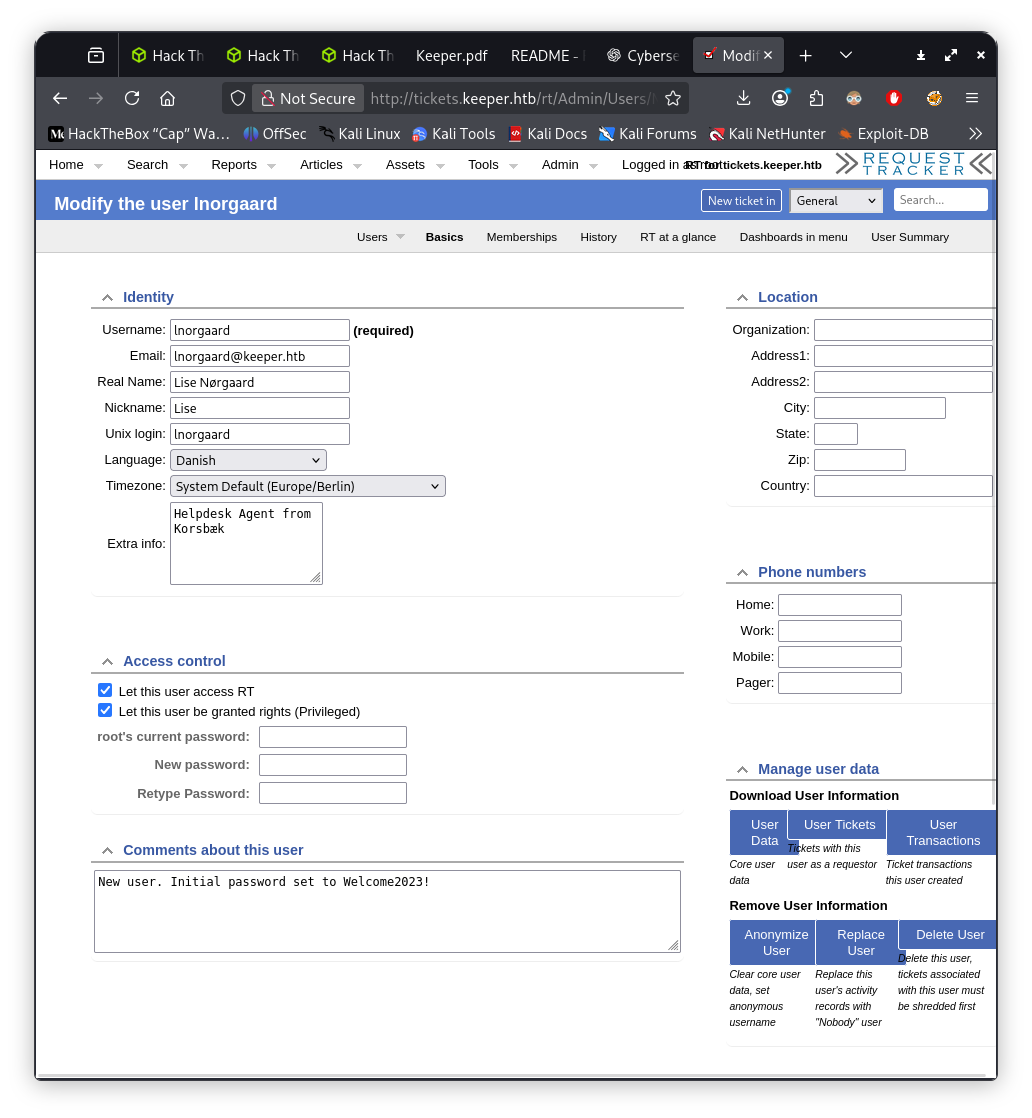 Hack Th Hack Th Hack Th Keeper.pdf README - Cyberse Modif
Not Secure http://tickets.keeper.htb/rt/Admin/Users/
HackTheBox “Cap” Wa… OffSec Kali Linux Kali Tools Kali Docs Kali Forums Kali NetHunter Exploit-DB
Home Search Reports Articles Assets Tools Admin Logged in as root RT for tickets.keeper.htb REQUEST TRACKER
Modify the user lnorgaard New ticket in General Search...
Users Basics Memberships History RT at a glance Dashboards in menu User Summary
Identity
Username: lnorgaard (required)
Email: lnorgaard@keeper.htb
Real Name: Lise Nørgaard
Nickname: Lise
Unix login: lnorgaard
Language: Danish
Timezone: System Default (Europe/Berlin)
Extra info: Helpdesk Agent from
Korsbæk
Access control
Let this user access RT
Let this user be granted rights (Privileged)
root's current password:
New password:
Retype Password:
Comments about this user
New user. Initial password set to Welcome2023!
Location
Organization:
Address1:
Address2:
City:
State:
Zip:
Country:
Phone numbers
Home:
Work:
Mobile:
Pager:
Manage user data
Download User Information
User Data
Core user data
User Tickets
Tickets with this user as a requestor
User Transactions
Ticket transactions this user created
Remove User Information
Anonymize User
Clear core user data, set anonymous username
Replace User
Replace this user's activity records with "Nobody" user
Delete User
Delete this user, tickets associated with this user must be shredded first